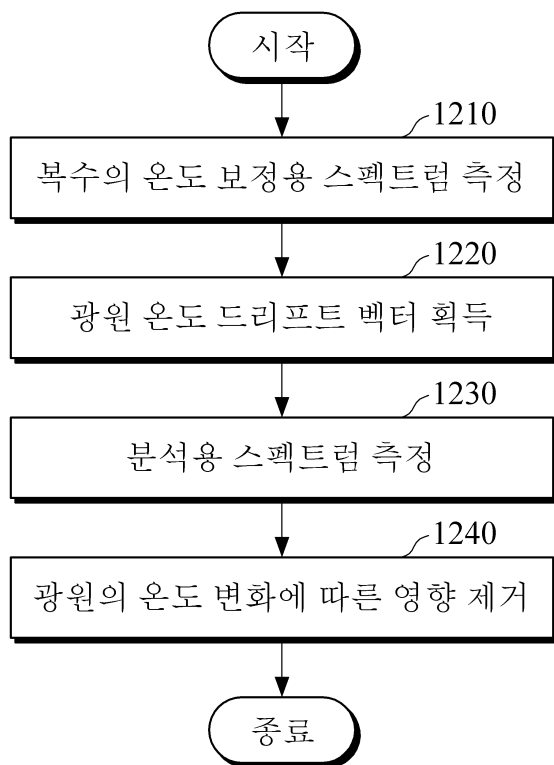 시작
1210
복수의 온도 보정용 스펙트럼 측정
1220
광원 온도 드리프트 벡터 획득
1230
분석용 스펙트럼 측정
1240
광원의 온도 변화에 따른 영향 제거
종료